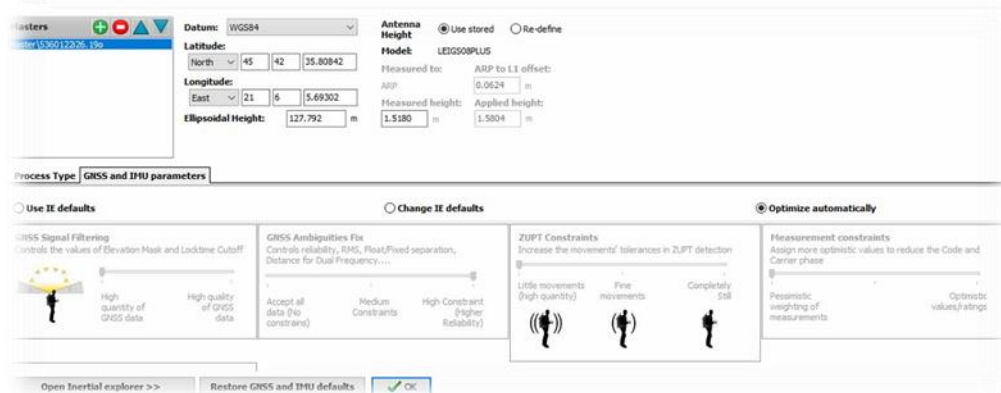 Masters
Datum: WGS84
Antenna Height
Use stored
Re-define
aster\5360122i26.19o
Latitude:
Model: LEIGS08PLUS
North 45 42 35.80842
Measured to: ARP to L1 offset:
Longitude:
ARP 0.0624 m
East 21 6 5.69302
Measured height: Applied height:
Ellipsoidal Height: 127.792 m
1.5180 m 1.5804 m
Process Type
GNSS and IMU parameters
Use IE defaults
Change IE defaults
Optimize automatically
GNSS Signal Filtering
Controls the values of Elevation Mask and Locktime Cutoff
High quantity of GNSS data
High quality of GNSS data
GNSS Ambiguities Fix
Controls reliability, RMS, Float/Fixed separation,
Distance for Dual Frequency....
Accept all data (No constrains)
Medium Constraints
High Constraint (Higher Reliability)
ZUPT Constraints
Increase the movements' tolerances in ZUPT detection
Little movements (high quantity)
Fine movements
Completely Still
Measurement constraints
Assign more optimistic values to reduce the Code and
Carrier phase
Pessimistic weighting of measurements
Optimistic values/ratings
Open Inertial explorer >>
Restore GNSS and IMU defaults
OK